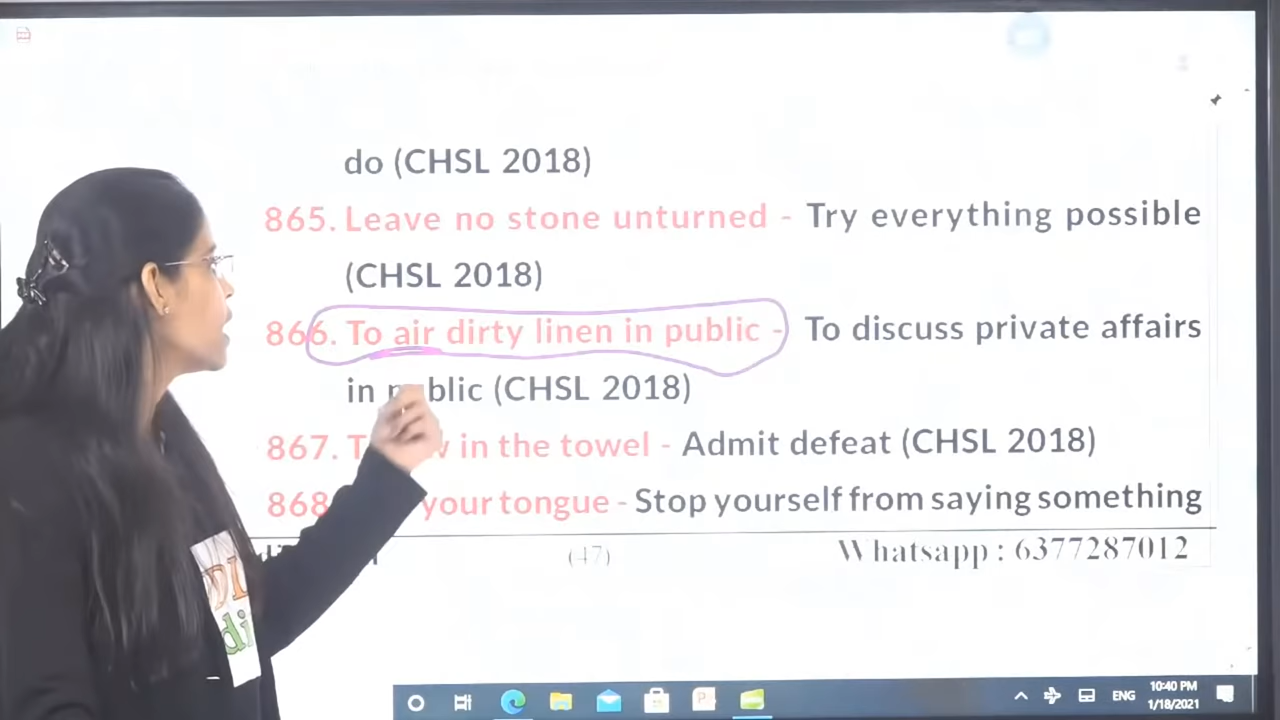 do (CHSL 2018)
865. Leave no stone unturned - Try everything possible
(CHSL 2018)
866. To air dirty linen in public - To discuss private affairs
in public (CHSL 2018)
867. in the towel - Admit defeat (CHSL 2018)
868 your tongue - Stop yourself from saying something
(47) Whatsapp : 6377287012
ENG
10:40 PM
1/18/2021